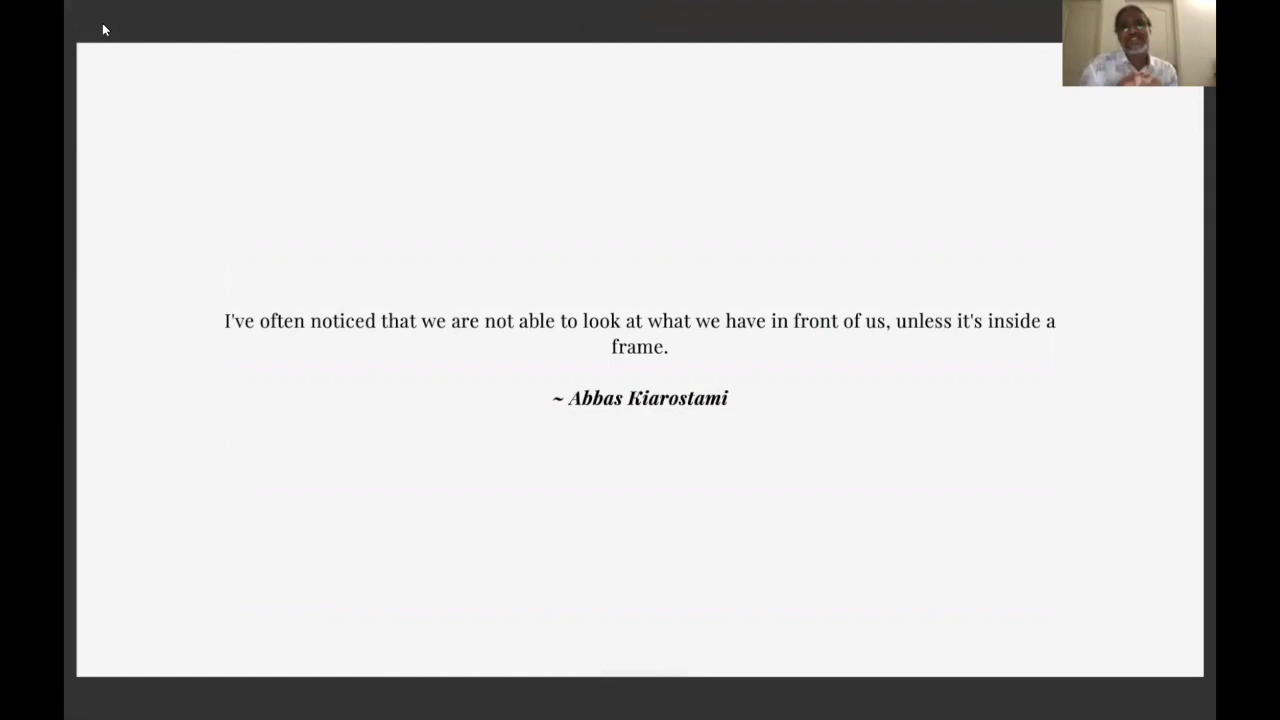 I've often noticed that we are not able to look at what we have in front of us, unless it's inside a
frame.
~ Abbas Kiarostami